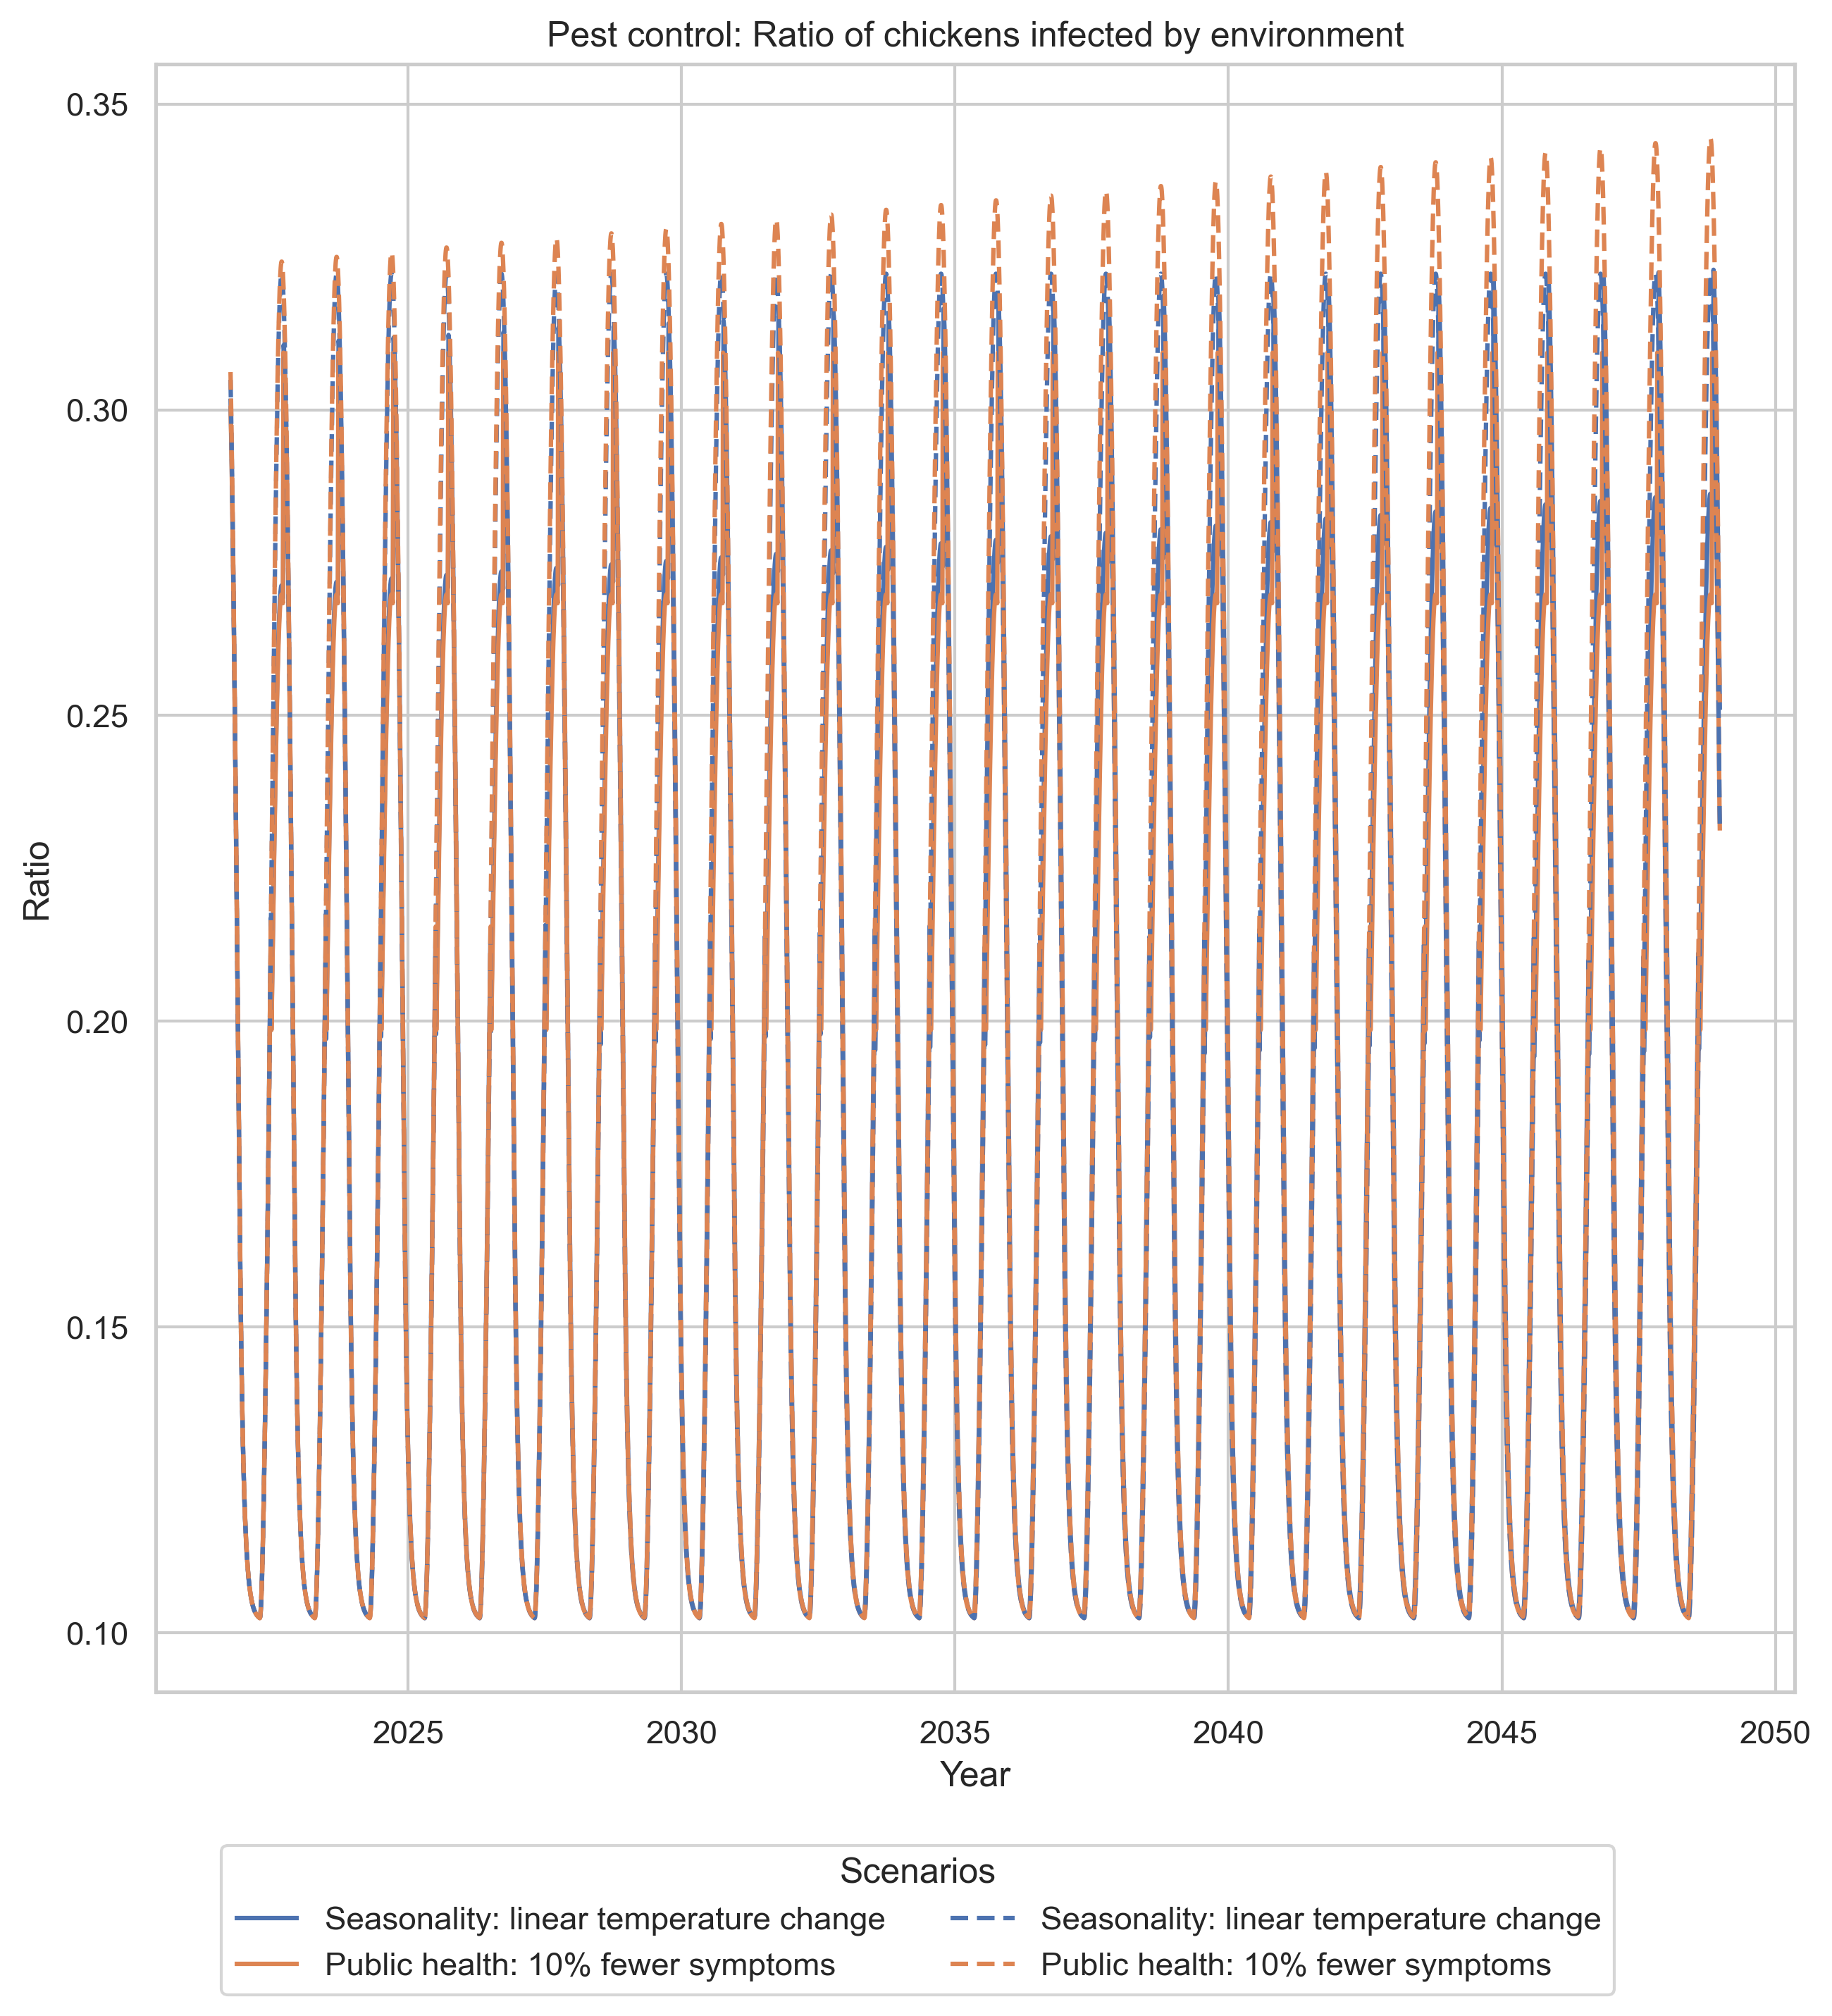 Pest control: Ratio of chickens infected by environment
0.35
0.30
0.25
0.20
0.15
0.10
Ratio
2025 2030 2035 2040 2045 2050
Year
Scenarios
Seasonality: linear temperature change Seasonality: linear temperature change
Public health: 10% fewer symptoms Public health: 10% fewer symptoms